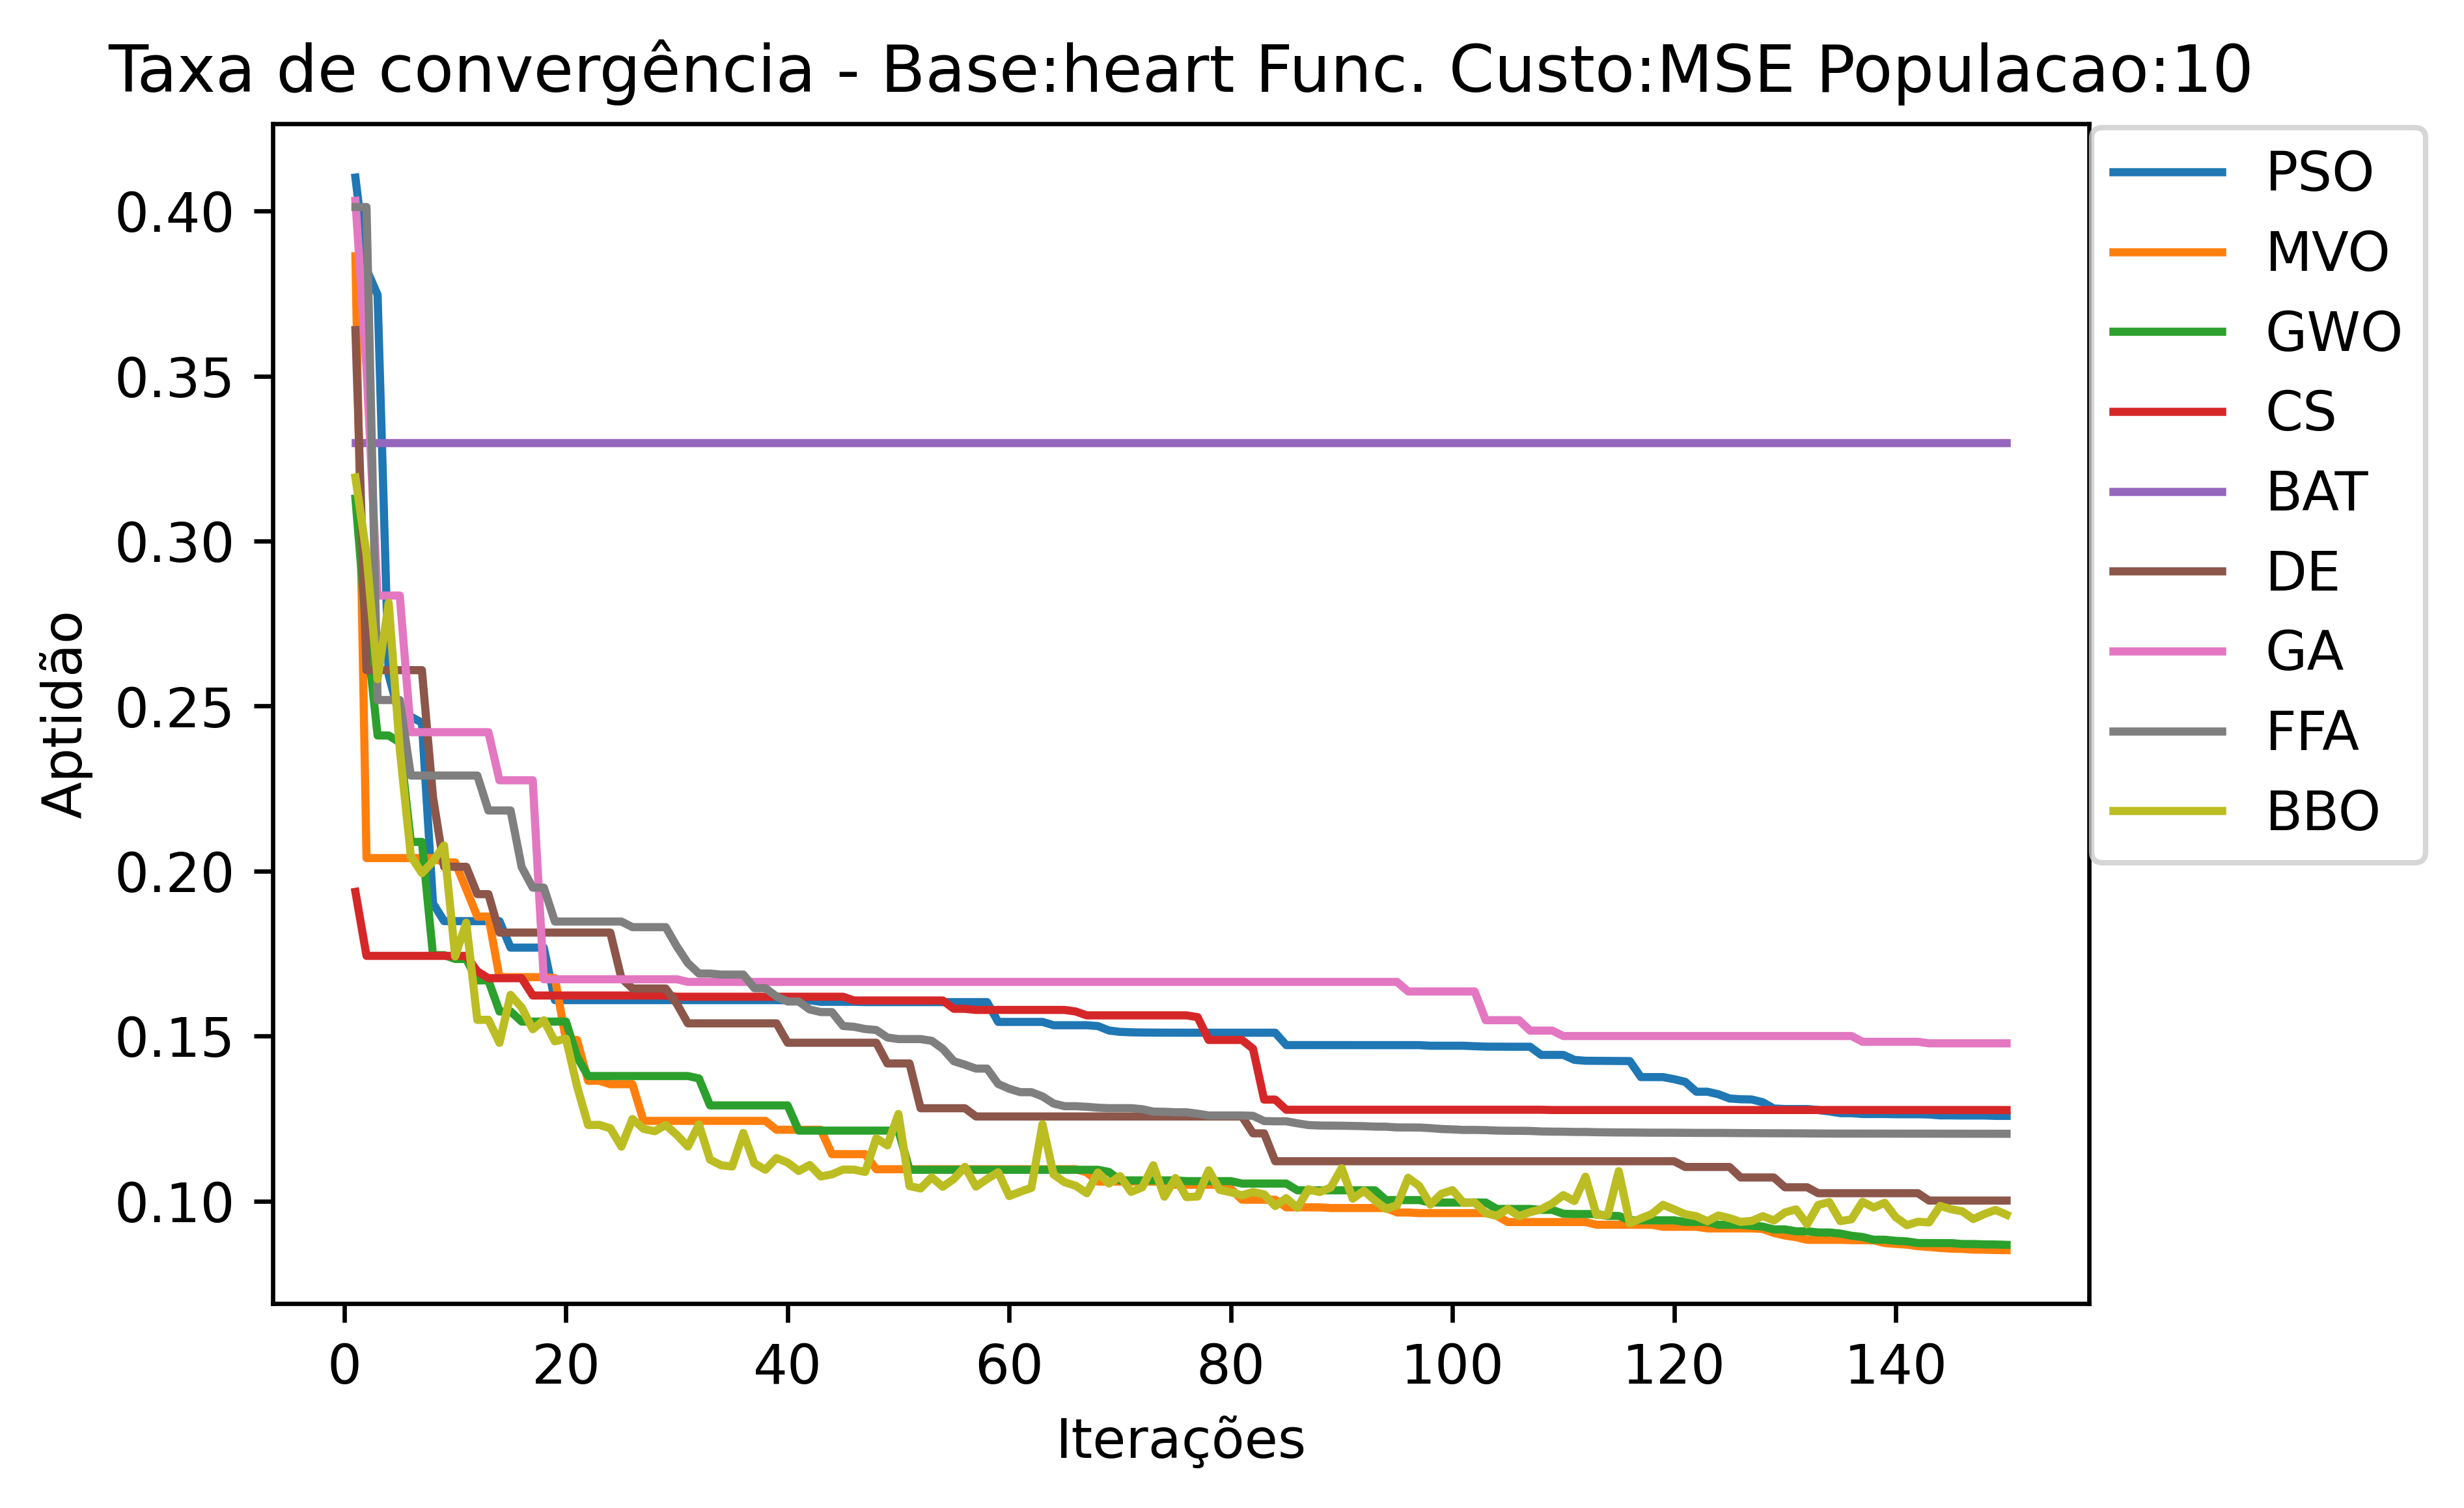 Taxa de convergência - Base:heart Func. Custo:MSE Populacao:10
0.40
0.35
0.30
0.25
0.20
0.15
0.10
Aptidão
0
20
40
60
80
100
120
140
Iterações
PSO
MVO
GWO
CS
BAT
DE
GA
FFA
BBO